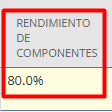 RENDIMIENTO
DE
COMPONENTES
80.0%